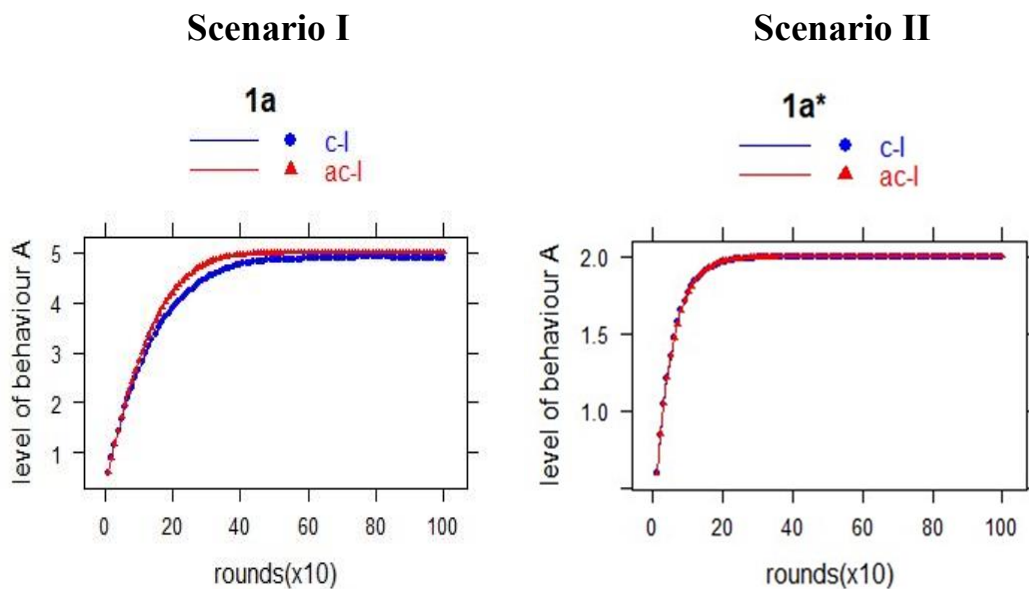 Scenario I
1a
c-l
ac-l
level of behaviour A
5
4
3
2
1
0 20 40 60 80 100
rounds(x10)
Scenario II
1a*
c-l
ac-l
level of behaviour A
2.0
1.5
1.0
0 20 40 60 80 100
rounds(x10)